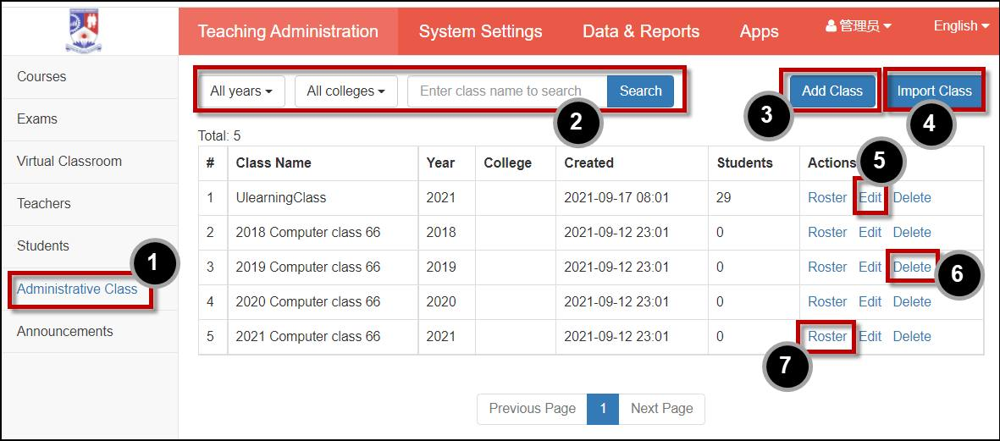 Teaching Administration System Settings Data & Reports Apps 管理员 English
Courses
Exams
Virtual Classroom
Teachers
Students
Administrative Class
Announcements
1
All years All colleges Enter class name to search Search Add Class Import Class
2 3 4
Total: 5
# Class Name Year College Created Students Actions
5
1 UlearningClass 2021 2021-09-17 08:01 29 Roster Edit Delete
2 2018 Computer class 66 2018 2021-09-12 23:01 0 Roster Edit Delete
3 2019 Computer class 66 2019 2021-09-12 23:01 0 Roster Edit Delete
6
4 2020 Computer class 66 2020 2021-09-12 23:01 0 Roster Edit Delete
5 2021 Computer class 66 2021 2021-09-12 23:01 0 Roster Edit Delete
7
Previous Page 1 Next Page